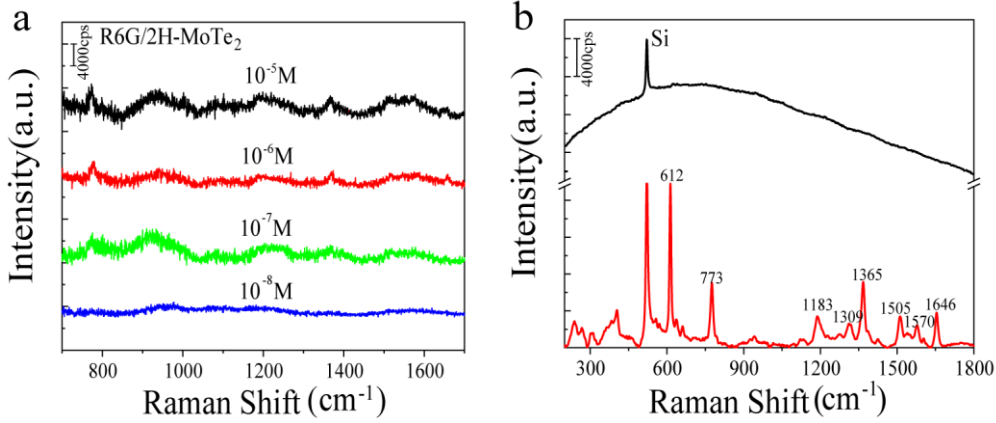 a
R6G/2H-MoTe₂
4000cps
10⁻⁵M
10⁻⁶M
10⁻⁷M
10⁻⁸M
Intensity(a.u.)
800 1000 1200 1400 1600
Raman Shift (cm⁻¹)
b
Si
4000cps
612
773
1183
1309
1365
1505
1570
1646
Intensity(a.u.)
300 600 900 1200 1500 1800
Raman Shift (cm⁻¹)